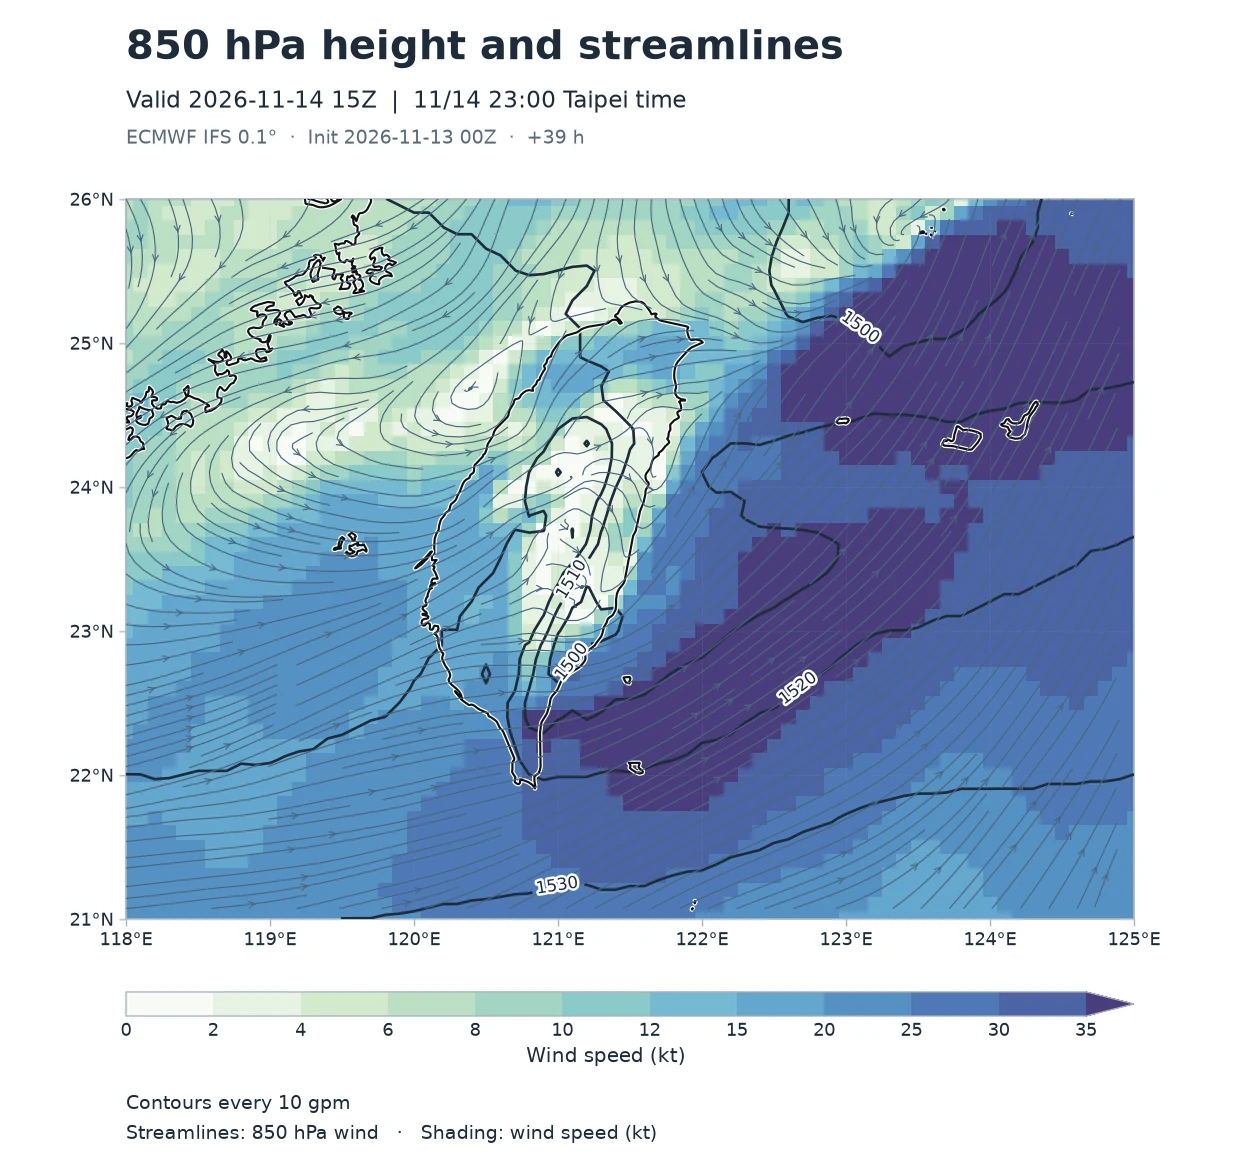 850 hPa height and streamlines
Valid 2026-11-14 15Z | 11/14 23:00 Taipei time
ECMWF IFS 0.1° · Init 2026-11-13 00Z · +39 h
26°N
25°N
24°N
23°N
22°N
21°N
1500
1510
1500
1520
1530
118°E 119°E 120°E 121°E 122°E 123°E 124°E 125°E
0 2 4 6 8 10 12 15 20 25 30 35
Wind speed (kt)
Contours every 10 gpm
Streamlines: 850 hPa wind · Shading: wind speed (kt)